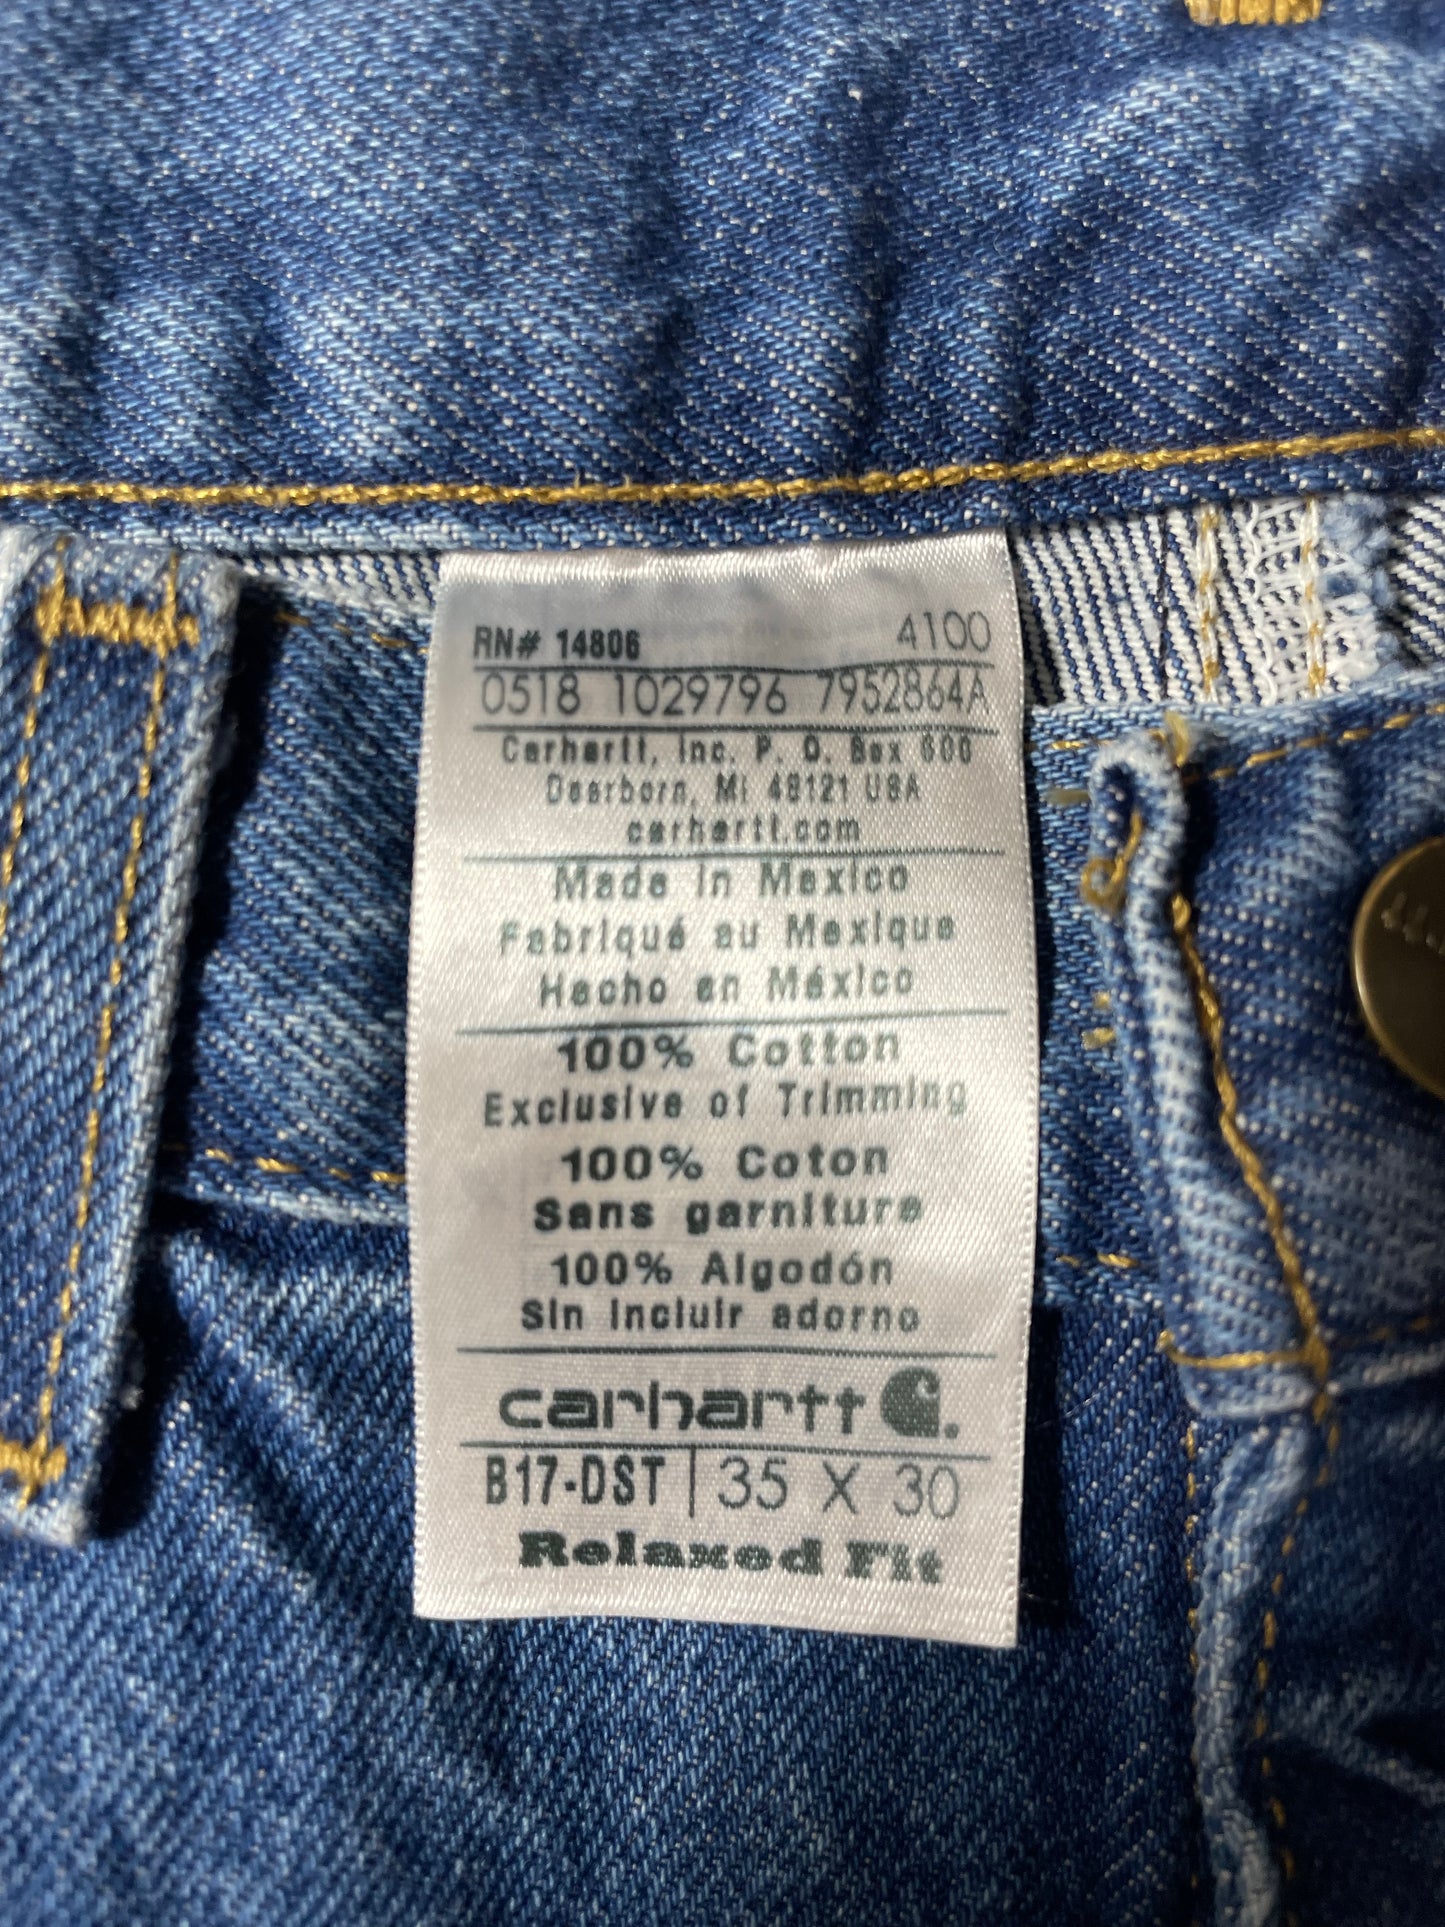 RN# 14806 4100
0518 1029796 7952864A
Carhartt, Inc. P. O. Box 600
Dearborn, MI 48121 USA
carhartt.com
Made in Mexico
Fabriqué au Mexique
Hecho en México
100% Cotton
Exclusive of Trimming
100% Coton
Sans garniture
100% Algodón
Sin incluir adorno
carhartt
B17-DST | 35 X 30
Relaxed Fit